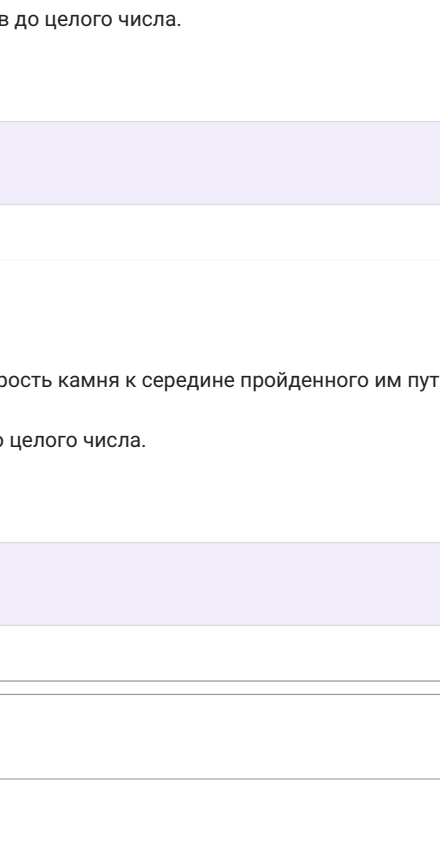 в до целого числа.
рость камня к середине пройденного им пут
о целого числа.